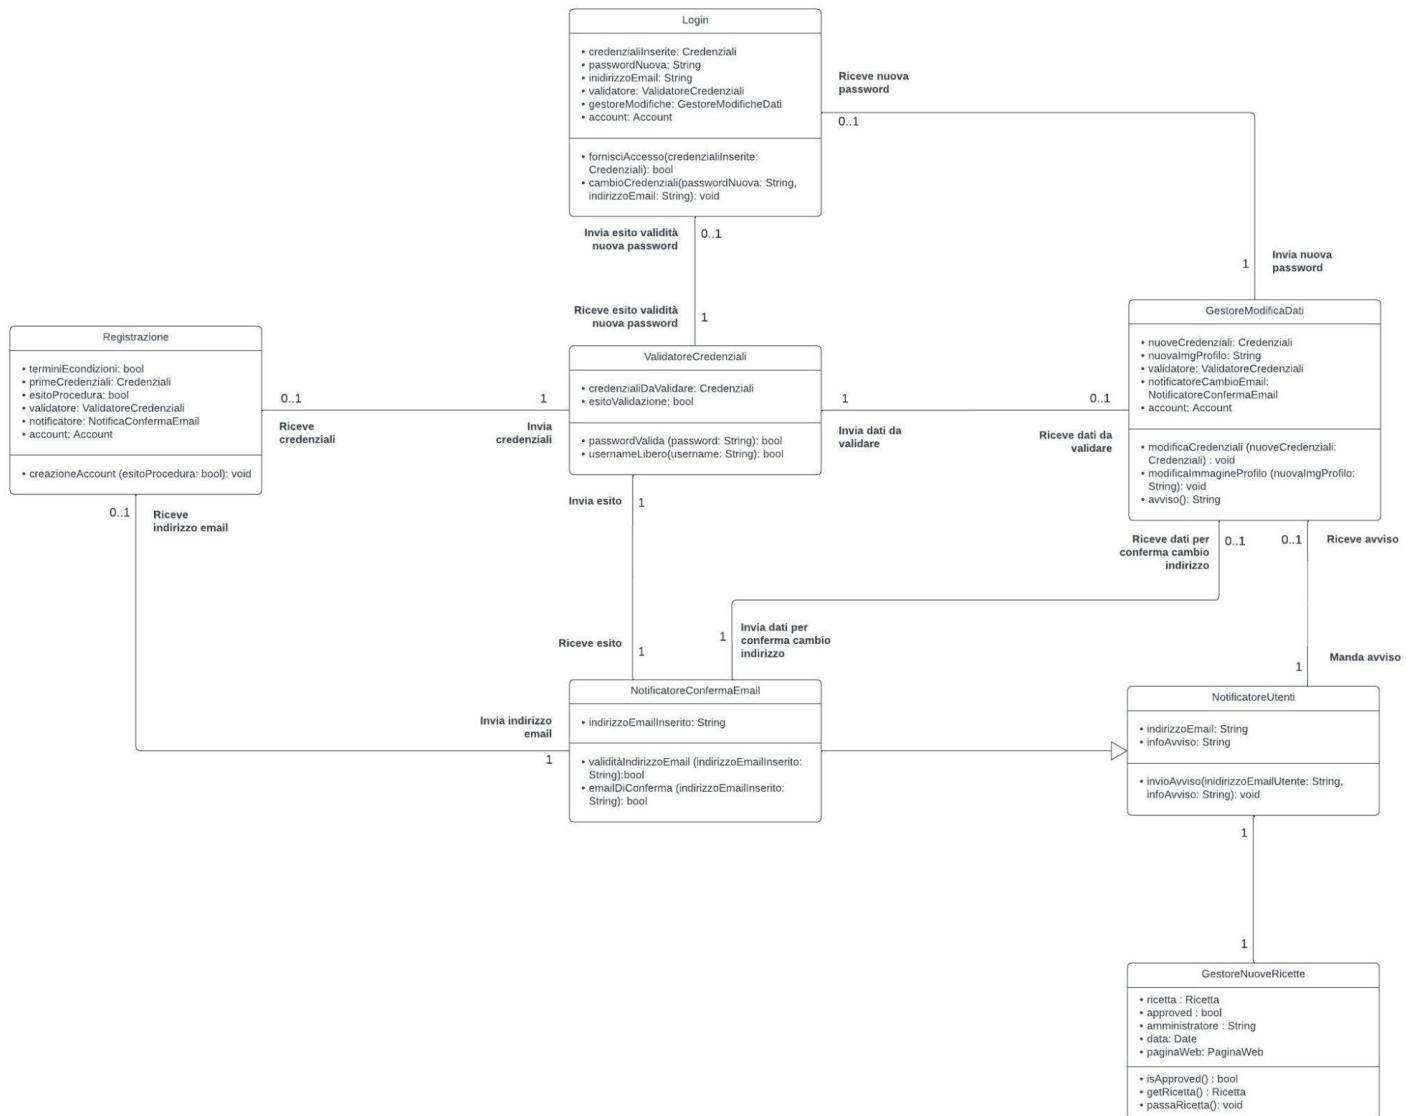 Login
• credenzialiInserite: Credenziali
• passwordNuova: String
• inidirizzoEmail: String
• validatore: ValidatoreCredenziali
• gestoreModifiche: GestoreModificheDati
• account: Account
• fornisciAccesso(credenzialiInserite:
Credenziali): bool
• cambioCredenziali(passwordNuova: String,
indirizzoEmail: String): void
Riceve nuova
password
0..1
Invia esito validità
nuova password
0..1
1
Invia nuova
password
Riceve esito validità
nuova password
1
Registrazione
• terminiEcondizioni: bool
• primeCredenziali: Credenziali
• esitoProcedura: bool
• validatore: ValidatoreCredenziali
• notificatore: NotificaConfermaEmail
• account: Account
• creazioneAccount (esitoProcedura: bool): void
0..1
Riceve
credenziali
1
Invia
credenziali
ValidatoreCredenziali
• credenzialiDaValidare: Credenziali
• esitoValidazione: bool
• passwordValida (password: String): bool
• usernameLibero(username: String): bool
1
Invia dati da
validare
0..1
Riceve dati da
validare
GestoreModificaDati
• nuoveCredenziali: Credenziali
• nuovaImgProfilo: String
• validatore: ValidatoreCredenziali
• notificatoreCambioEmail:
NotificatoreConfermaEmail
• account: Account
• modificaCredenziali (nuoveCredenziali:
Credenziali) : void
• modificaImmagineProfilo (nuovaImgProfilo:
String): void
• avviso(): String
0..1
Riceve
indirizzo email
Invia esito
1
Riceve dati per
conferma cambio
indirizzo
0..1
0..1
Riceve avviso
Riceve esito
1
1
Invia dati per
conferma cambio
indirizzo
1
Manda avviso
Invia indirizzo
email
1
NotificatoreConfermaEmail
• indirizzoEmailInserito: String
• validitàIndirizzoEmail (indirizzoEmailInserito:
String):bool
• emailDiConferma (indirizzoEmailInserito:
String): bool
NotificatoreUtenti
• indirizzoEmail: String
• infoAvviso: String
• invioAvviso(inidirizzoEmailUtente: String,
infoAvviso: String): void
1
1
GestoreNuoveRicette
• ricetta : Ricetta
• approved : bool
• amministratore : String
• data: Date
• paginaWeb: PaginaWeb
• isApproved() : bool
• getRicetta() : Ricetta
• passaRicetta(): void